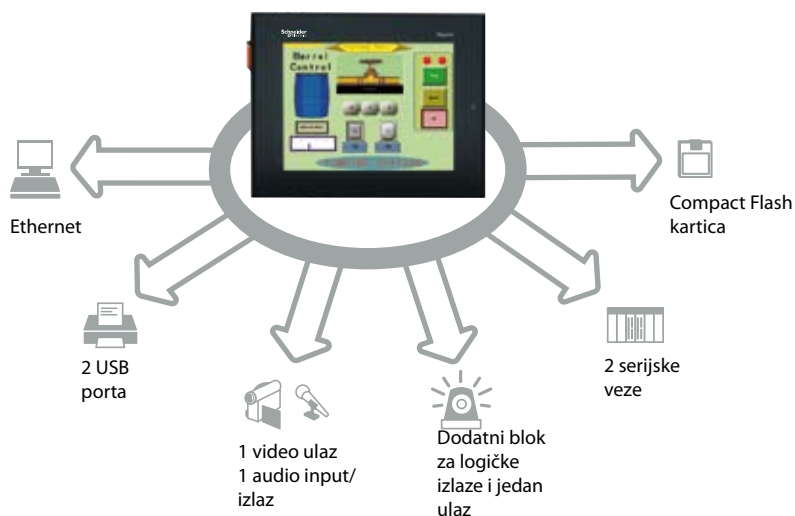 Schneider
Barrel
Control
Ethernet
Compact Flash
kartica
2 USB
porta
2 serijske
veze
1 video ulaz
1 audio input/
izlaz
Dodatni blok
za logičke
izlaze i jedan
ulaz